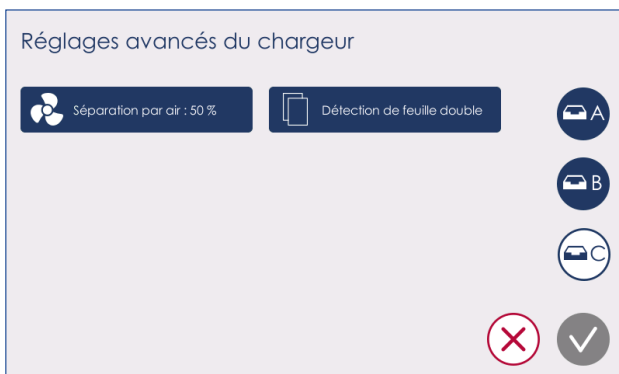 Réglages avancés du chargeur
Séparation par air : 50 %
Détection de feuille double
A
B
C